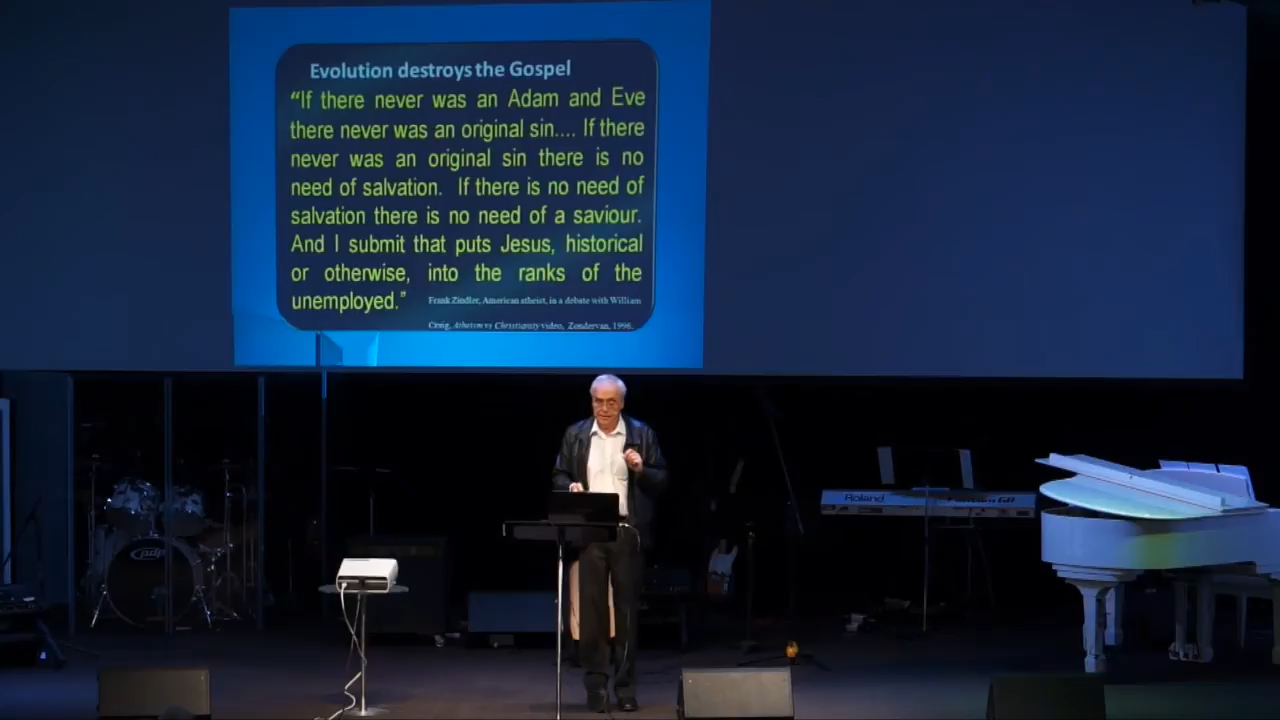 Evolution destroys the Gospel
“If there never was an Adam and Eve
there never was an original sin.... If there
never was an original sin there is no
need of salvation. If there is no need of
salvation there is no need of a saviour.
And I submit that puts Jesus, historical
or otherwise, into the ranks of the
unemployed.” Frank Zindler, American atheist, in a debate with William
Craig, Atheism vs Christianity video, Zondervan, 1996.
Roland
pdp